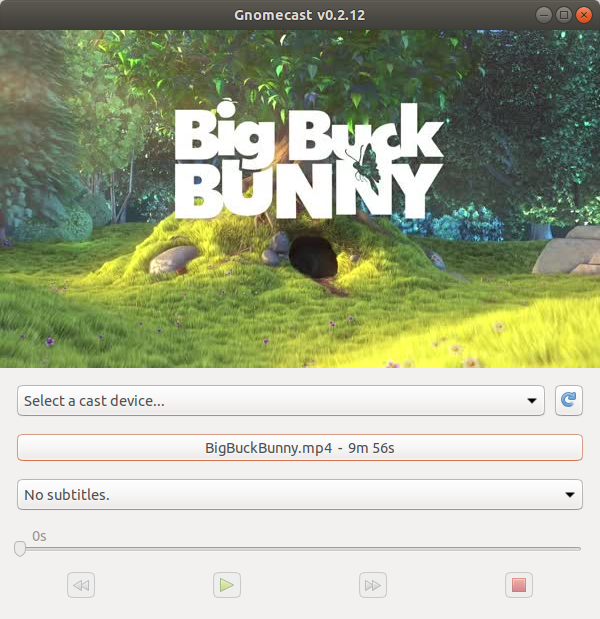 Gnomecast v0.2.12
Big Buck
BUNNY
Select a cast device...
BigBuckBunny.mp4 - 9m 56s
No subtitles.
0s